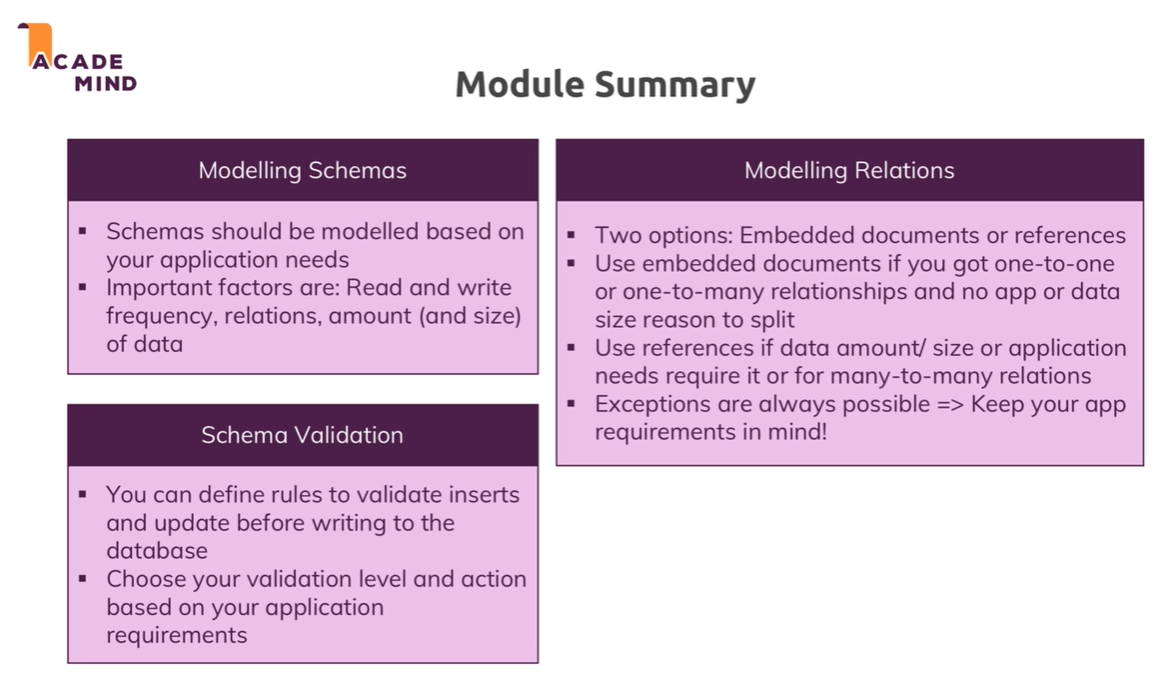 ACADE
MIND
Module Summary
Modelling Schemas
▪ Schemas should be modelled based on
your application needs
▪ Important factors are: Read and write
frequency, relations, amount (and size)
of data
Schema Validation
▪ You can define rules to validate inserts
and update before writing to the
database
▪ Choose your validation level and action
based on your application
requirements
Modelling Relations
▪ Two options: Embedded documents or references
▪ Use embedded documents if you got one-to-one
or one-to-many relationships and no app or data
size reason to split
▪ Use references if data amount/ size or application
needs require it or for many-to-many relations
▪ Exceptions are always possible => Keep your app
requirements in mind!